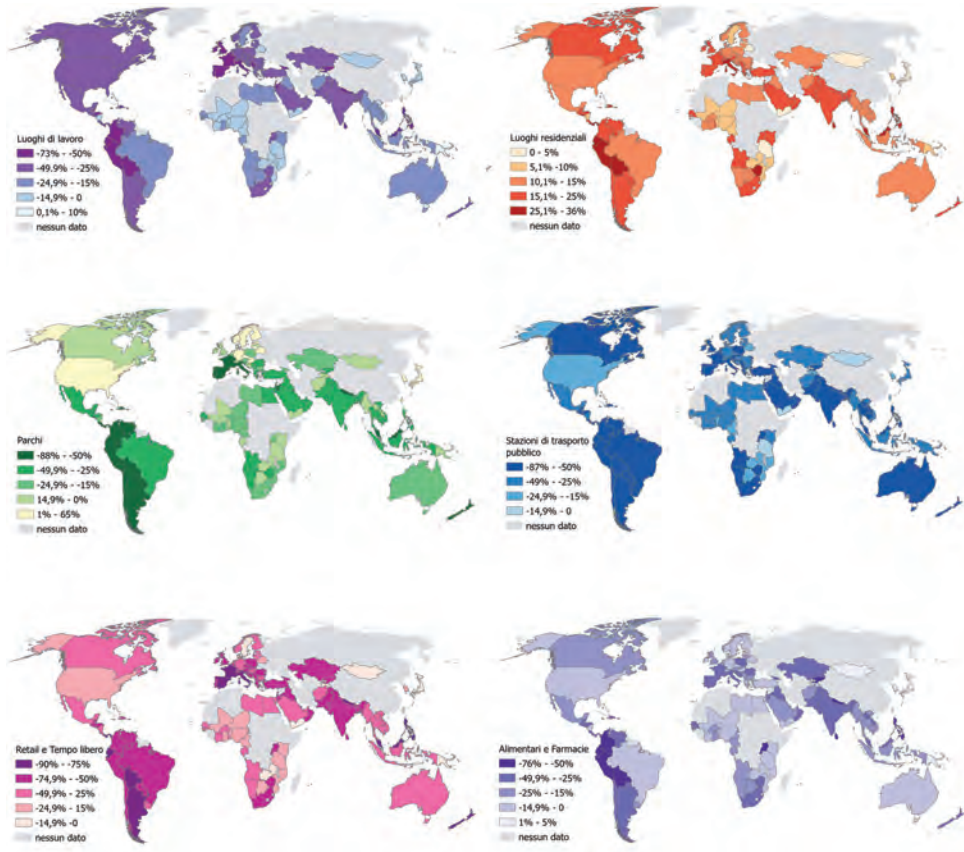 Luoghi di lavoro
-73% - -50%
-49.9% - -25%
-24,9% - -15%
-14,9% - 0
0,1% - 10%
nessun dato
Luoghi residenziali
0 - 5%
5,1% -10%
10,1% - 15%
15,1% - 25%
25,1% - 36%
nessun dato
Parchi
-88% - -50%
-49,9% - -25%
-24,9% - -15%
14,9% - 0%
1% - 65%
nessun dato
Stazioni di trasporto
pubblico
-87% - -50%
-49% - -25%
-24,9% - -15%
-14,9% - 0
nessun dato
Retail e Tempo libero
-90% - -75%
-74,9% - -50%
-49,9% - 25%
-24,9% - 15%
-14,9% -0
nessun dato
Alimentari e Farmacie
-76% - -50%
-49,9% - -25%
-25% - -15%
-14,9% - 0
1% - 5%
nessun dato